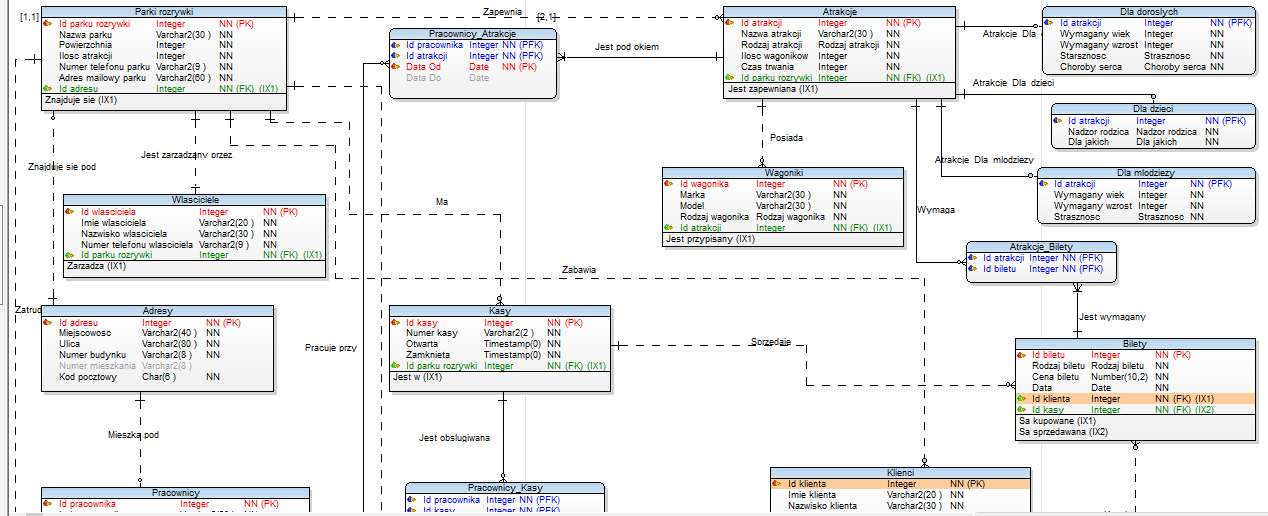 Parki rozrywki
Id parku rozrywki Integer NN (PK)
Nazwa parku Varchar2(30 ) NN
Powierzchnia Integer NN
Ilosc atrakcji Integer NN
Numer telefonu parku Varchar2(9 ) NN
Adres mailowy parku Varchar2(60 ) NN
Id adresu Integer NN (FK) (IX1)
Znajduje sie (IX1)
[1,1]
Zapewnia
[2,1]
Pracownicy_Atrakcje
Id pracownika Integer NN (PFK)
Id atrakcji Integer NN (PFK)
Data Od Date NN (PK)
Data Do Date
Jest pod okiem
Atrakcje
Id atrakcji Integer NN (PK)
Nazwa atrakcji Varchar2(30 ) NN
Rodzaj atrakcji Rodzaj atrakcji NN
Ilosc wagonikow Integer NN
Czas trwania Integer NN
Id parku rozrywki Integer NN (FK) (IX1)
Jest zapewniana (IX1)
Atrakcje Dla
Dla doroslych
Id atrakcji Integer NN (PFK)
Wymagany wiek Integer NN
Wymagany wzrost Integer NN
Starsznosc Starsznosc NN
Choroby serca Choroby serca NN
Atrakcje Dla dzieci
Dla dzieci
Id atrakcji Integer NN (PFK)
Nadzor rodzica Nadzor rodzica NN
Dla jakich Dla jakich NN
Posiada
Atrakcje Dla mlodziezy
Znajduje sie pod
Jest zarzadzany przez
Dla mlodziezy
Id atrakcji Integer NN (PFK)
Wymagany wiek Integer NN
Wymagany wzrost Integer NN
Strasznosc Strasznosc NN
Wagoniki
Id wagonika Integer NN (PK)
Marka Varchar2(30 ) NN
Model Varchar2(30 ) NN
Rodzaj wagonika Rodzaj wagonika NN
Id atrakcji Integer NN (FK) (IX1)
Jest przypisany (IX1)
Wlasciciele
Id wlasciciela Integer NN (PK)
Imie wlasciciela Varchar2(20 ) NN
Nazwisko wlasciciela Varchar2(30 ) NN
Numer telefonu wlasciciela Varchar2(9 ) NN
Id parku rozrywki Integer NN (FK) (IX1)
Zarzadza (IX1)
Ma
Wymaga
Atrakcje_Bilety
Id atrakcji Integer NN (PFK)
Id biletu Integer NN (PFK)
Zabawia
Zatrud
Adresy
Id adresu Integer NN (PK)
Miejscowosc Varchar2(40 ) NN
Ulica Varchar2(80 ) NN
Numer budynku Varchar2(8 ) NN
Numer mieszkania Varchar2(8 )
Kod pocztowy Char(6 ) NN
Pracuje przy
Kasy
Id kasy Integer NN (PK)
Numer kasy Varchar2(2 ) NN
Otwarta Timestamp(0) NN
Zamknieta Timestamp(0) NN
Id parku rozrywki Integer NN (FK) (IX1)
Jest w (IX1)
Sprzedaje
Jest wymagany
Bilety
Id biletu Integer NN (PK)
Rodzaj biletu Rodzaj biletu NN
Cena biletu Number(10,2) NN
Data Date NN
Id klienta Integer NN (FK) (IX1)
Id kasy Integer NN (FK) (IX2)
Sa kupowane (IX1)
Sa sprzedawana (IX2)
Mieszka pod
Jest obslugiwana
Pracownicy
Id pracownika Integer NN (PK)
Pracownicy_Kasy
Id pracownika Integer NN (PFK)
Id kasy Integer NN (PFK)
Klienci
Id klienta Integer NN (PK)
Imie klienta Varchar2(20 ) NN
Nazwisko klienta Varchar2(30 ) NN